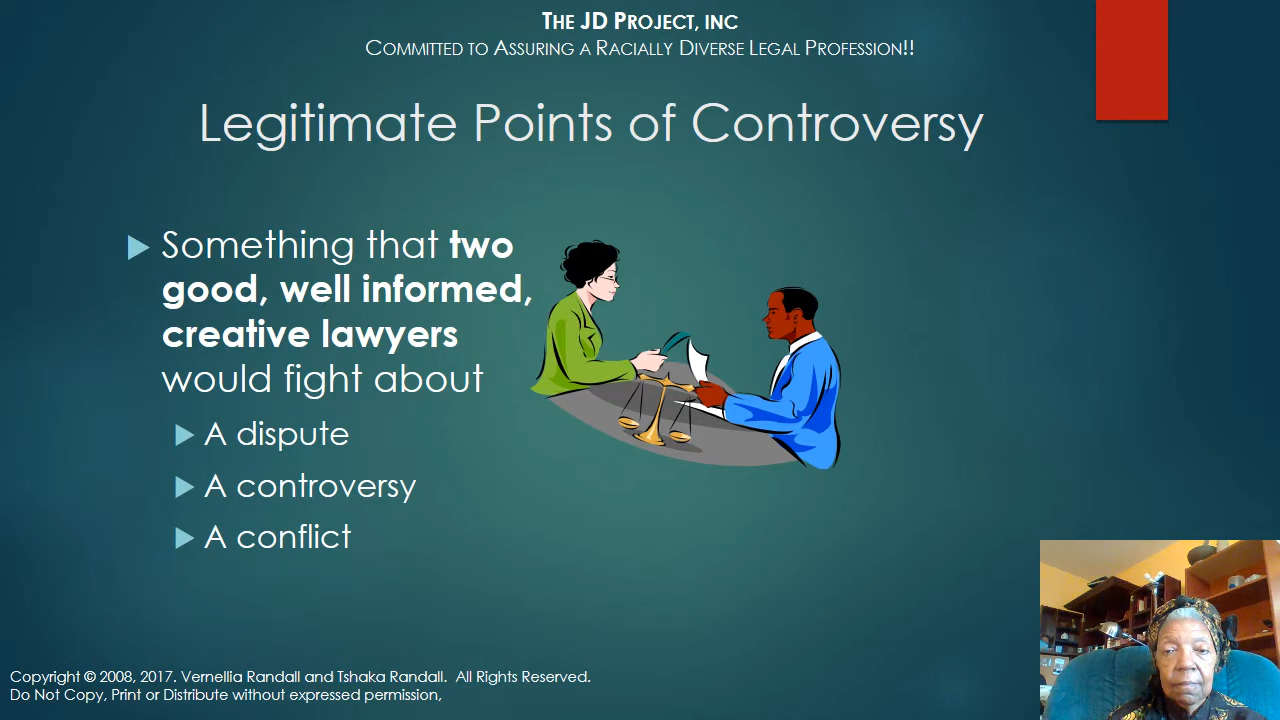 THE JD PROJECT, INC
COMMITTED TO ASSURING A RACIALLY DIVERSE LEGAL PROFESSION!!
Legitimate Points of Controversy
Something that two
good, well informed,
creative lawyers
would fight about
A dispute
A controversy
A conflict
Copyright © 2008, 2017. Vernellia Randall and Tshaka Randall. All Rights Reserved.
Do Not Copy, Print or Distribute without expressed permission,